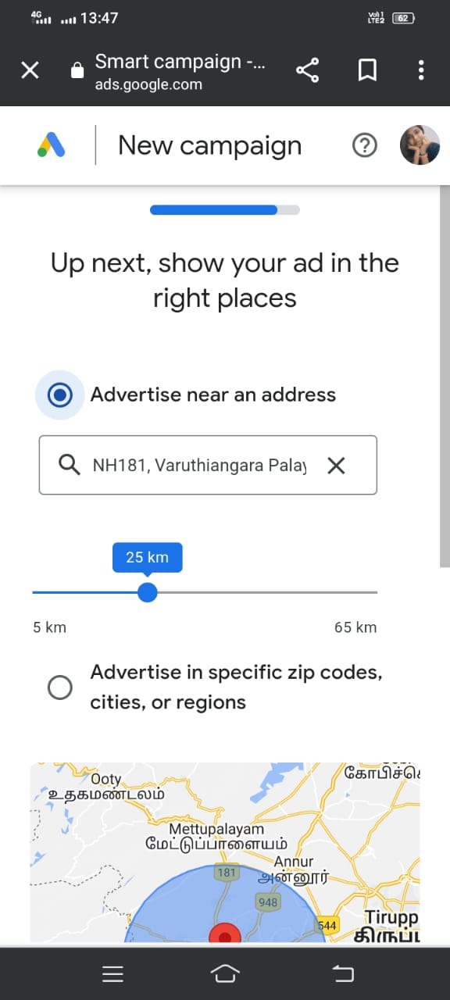 4G 13:47 Vo)) 1 LTE2 62
Smart campaign -...
ads.google.com
New campaign
Up next, show your ad in the
right places
Advertise near an address
NH181, Varuthiangara Palay
25 km
5 km 65 km
Advertise in specific zip codes,
cities, or regions
Ooty
உதகமண்டலம்
கோபிச்செ
Mettupalayam
மேட்டுப்பாளையம்
Annur
அன்னூர்
181
948
544
Tirupp
திருப்ப